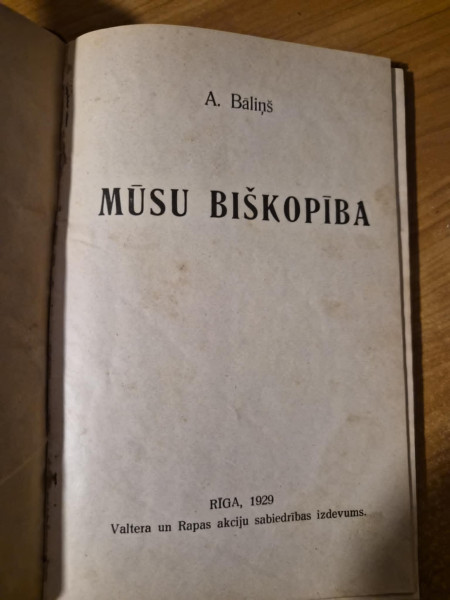 A. Bāliņš
MŪSU BIŠKOPĪBA
RĪGA, 1929
Valtera un Rapas akciju sabiedrības izdevums.